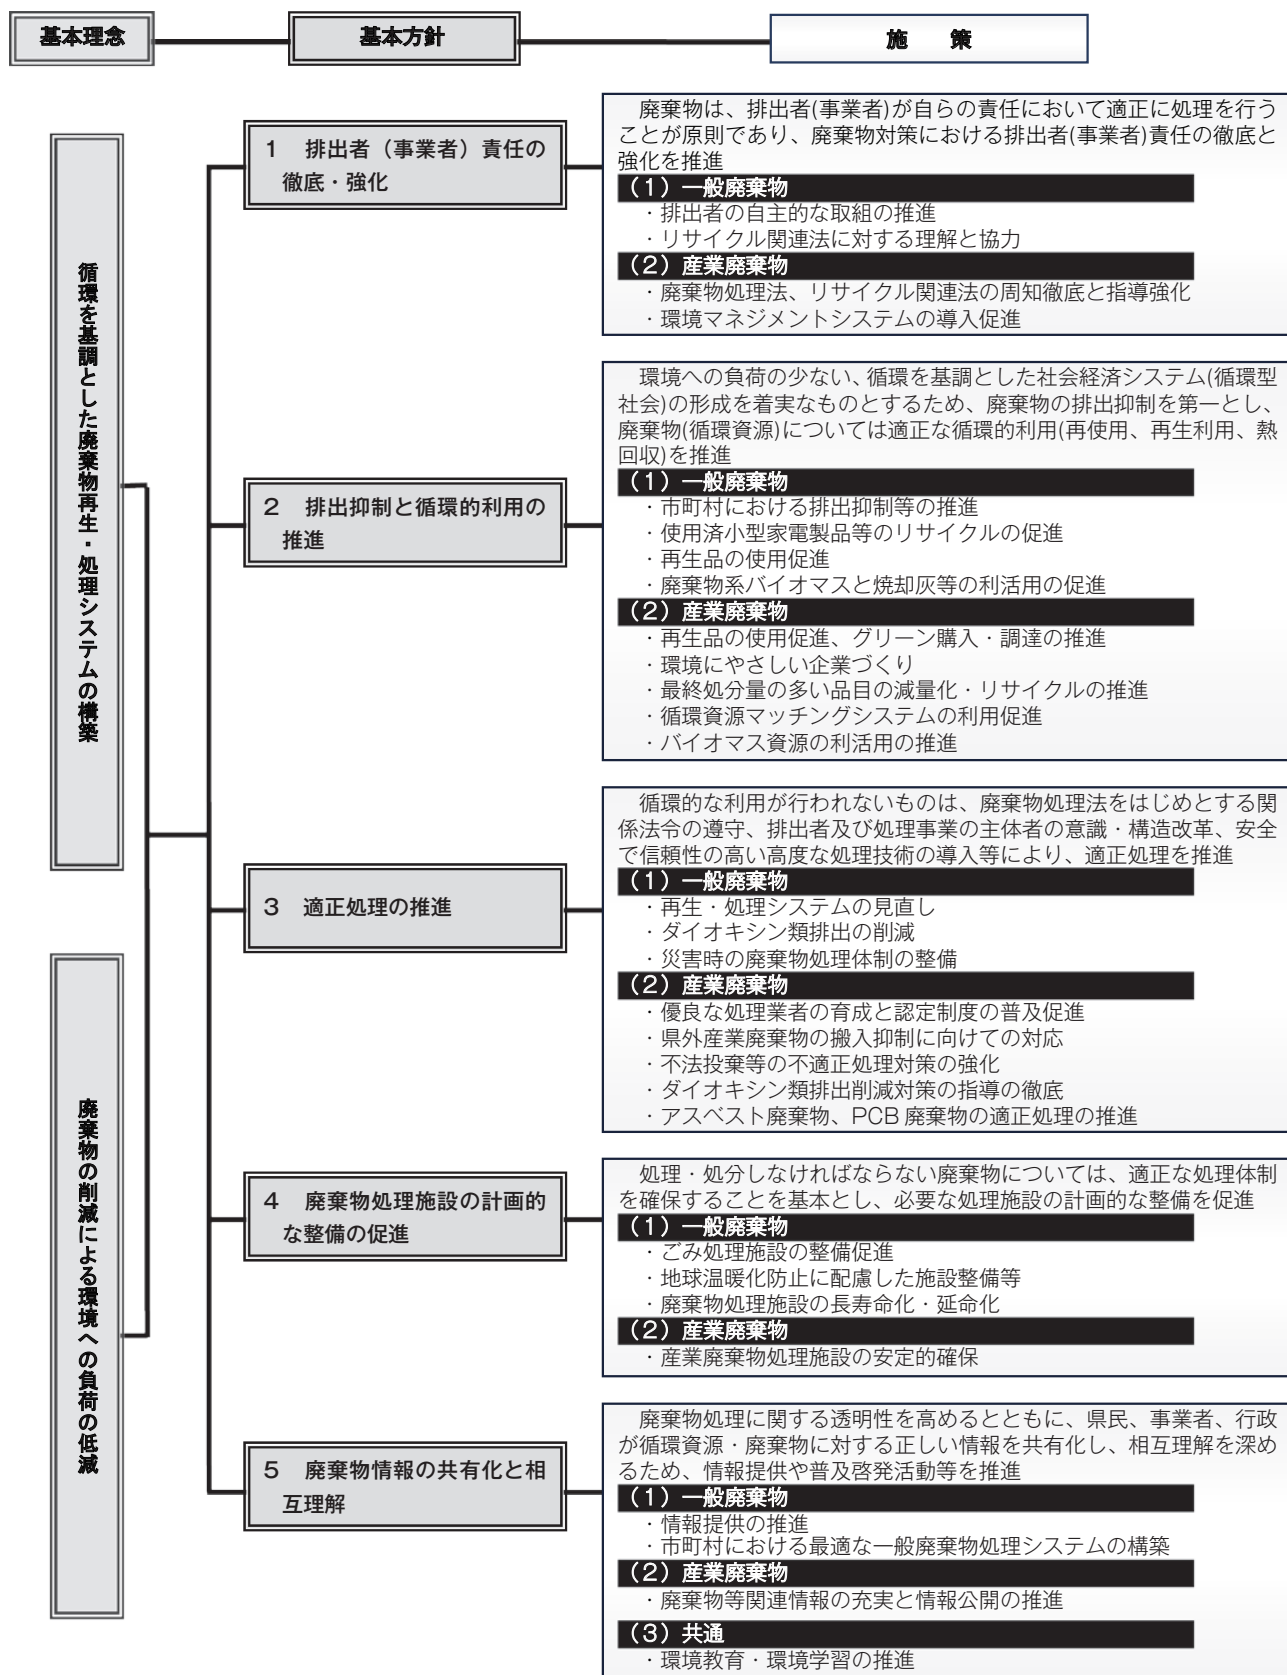 基本理念
基本方針
施　策
循環を基調とした廃棄物再生・処理システムの構築
廃棄物の削減による環境への負荷の低減
１　排出者（事業者）責任の
徹底・強化
廃棄物は、排出者(事業者)が自らの責任において適正に処理を行う
ことが原則であり、廃棄物対策における排出者(事業者)責任の徹底と
強化を推進
（１）一般廃棄物
・排出者の自主的な取組の推進
・リサイクル関連法に対する理解と協力
（２）産業廃棄物
・廃棄物処理法、リサイクル関連法の周知徹底と指導強化
・環境マネジメントシステムの導入促進
２　排出抑制と循環的利用の
推進
環境への負荷の少ない、循環を基調とした社会経済システム(循環型
社会)の形成を着実なものとするため、廃棄物の排出抑制を第一とし、
廃棄物(循環資源)については適正な循環的利用(再使用、再生利用、熱
回収)を推進
（１）一般廃棄物
・市町村における排出抑制等の推進
・使用済小型家電製品等のリサイクルの促進
・再生品の使用促進
・廃棄物系バイオマスと焼却灰等の利活用の促進
（２）産業廃棄物
・再生品の使用促進、グリーン購入・調達の推進
・環境にやさしい企業づくり
・最終処分量の多い品目の減量化・リサイクルの推進
・循環資源マッチングシステムの利用促進
・バイオマス資源の利活用の推進
３　適正処理の推進
循環的な利用が行われないものは、廃棄物処理法をはじめとする関
係法令の遵守、排出者及び処理事業の主体者の意識・構造改革、安全
で信頼性の高い高度な処理技術の導入等により、適正処理を推進
（１）一般廃棄物
・再生・処理システムの見直し
・ダイオキシン類排出の削減
・災害時の廃棄物処理体制の整備
（２）産業廃棄物
・優良な処理業者の育成と認定制度の普及促進
・県外産業廃棄物の搬入抑制に向けての対応
・不法投棄等の不適正処理対策の強化
・ダイオキシン類排出削減対策の指導の徹底
・アスベスト廃棄物、PCB 廃棄物の適正処理の推進
４　廃棄物処理施設の計画的
な整備の促進
処理・処分しなければならない廃棄物については、適正な処理体制
を確保することを基本とし、必要な処理施設の計画的な整備を促進
（１）一般廃棄物
・ごみ処理施設の整備促進
・地球温暖化防止に配慮した施設整備等
・廃棄物処理施設の長寿命化・延命化
（２）産業廃棄物
・産業廃棄物処理施設の安定的確保
５　廃棄物情報の共有化と相
互理解
廃棄物処理に関する透明性を高めるとともに、県民、事業者、行政
が循環資源・廃棄物に対する正しい情報を共有化し、相互理解を深め
るため、情報提供や普及啓発活動等を推進
（１）一般廃棄物
・情報提供の推進
・市町村における最適な一般廃棄物処理システムの構築
（２）産業廃棄物
・廃棄物等関連情報の充実と情報公開の推進
（３）共通
・環境教育・環境学習の推進